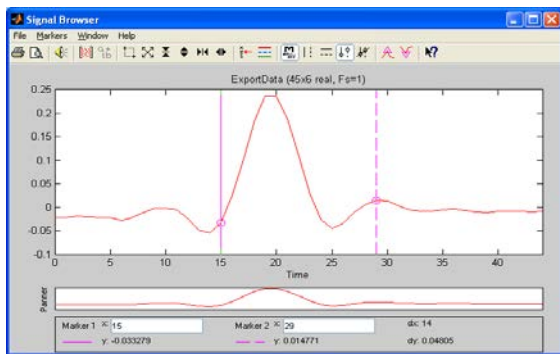 Signal Browser
File Markers Window Help
ExportData (45x6 real, Fs=1)
0.25
0.2
0.15
0.1
0.05
0
-0.05
-0.1
0 5 10 15 20 25 30 35 40
Time
Panner
Marker 1 x: 15 Marker 2 x: 29 dx: 14
y: -0.033279 y: 0.014771 dy: 0.04805